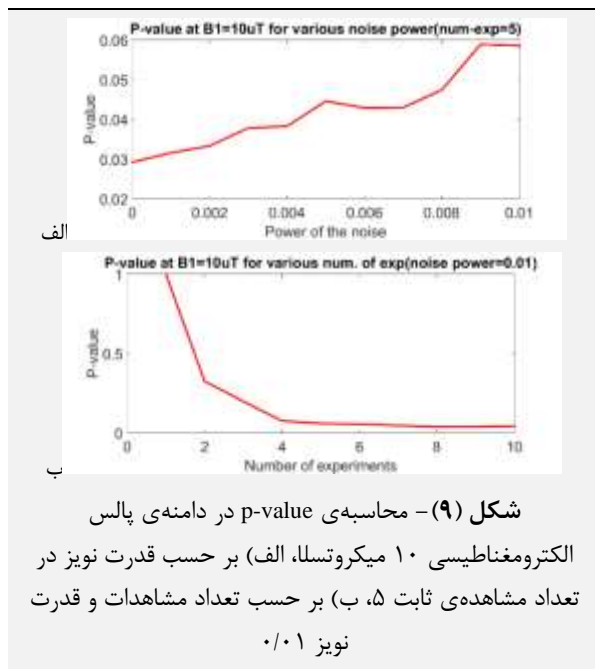 P-value at B1=10uT for various noise power(num-exp=5)
0.06
0.05
0.04
0.03
0.02
P-value
0 0.002 0.004 0.006 0.008 0.01
Power of the noise
الف
P-value at B1=10uT for various num. of exp(noise power=0.01)
1
0.5
0
P-value
0 2 4 6 8 10
Number of experiments
ب
شکل (۹)- محاسبه‌ی p-value در دامنه‌ی پالس
الکترومغناطیسی ۱۰ میکروتسلا، الف) بر حسب قدرت نویز در
تعداد مشاهده‌ی ثابت ۵، ب) بر حسب تعداد مشاهدات و قدرت
نویز ۰/۰۱